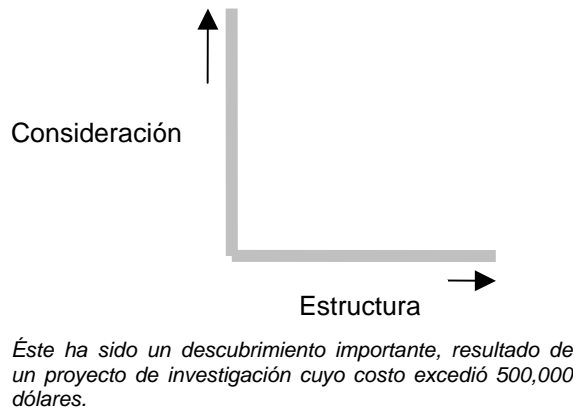 Consideración
Estructura
Éste ha sido un descubrimiento importante, resultado de
un proyecto de investigación cuyo costo excedió 500,000
dólares.